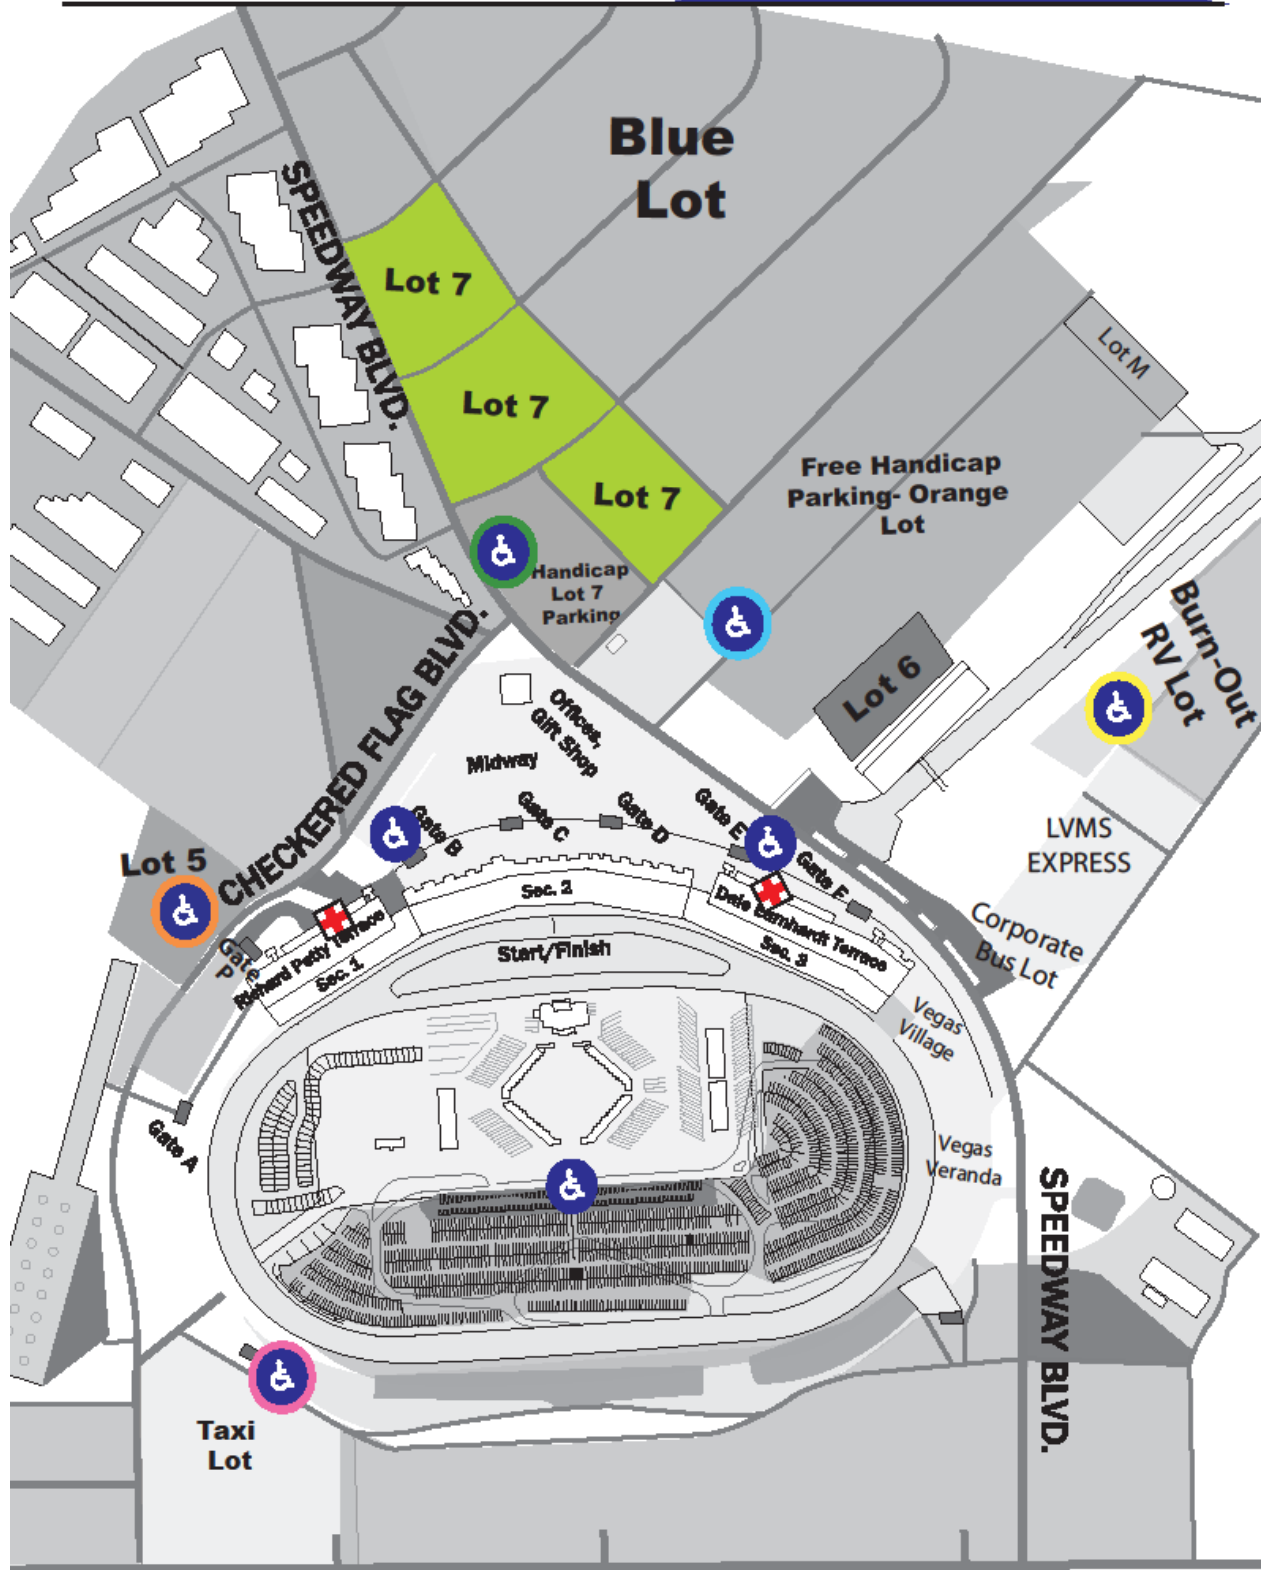 Blue
Lot
SPEEDWAY BLVD.
Lot 7
Lot 7
Lot 7
Lot M
Free Handicap
Parking- Orange
Lot
Handicap
Lot 7
Parking
Burn-Out
RV Lot
Lot 6
CHECKERED FLAG BLVD.
Offices,
Gift Shop
Midway
Gate B
Gate C
Gate D
Gate E
Gate F
LVMS
EXPRESS
Lot 5
Corporate
Bus Lot
Gate
P
Richard Petty Terrace
Sec. 1
Sec. 2
Dale Earnhardt Terrace
Sec. 3
Start/Finish
Vegas
Village
Gate A
Vegas
Veranda
SPEEDWAY BLVD.
Taxi
Lot